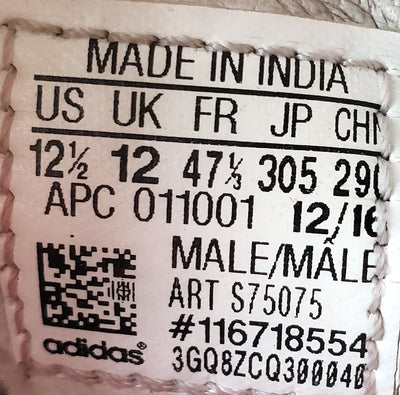 MADE IN INDIA
US UK FR JP CHN
12½ 12 47⅓ 305 290
APC 011001 12/16
MALE/MÂLE
ART S75075
#116718554
adidas® 3GQ8ZCQ300040